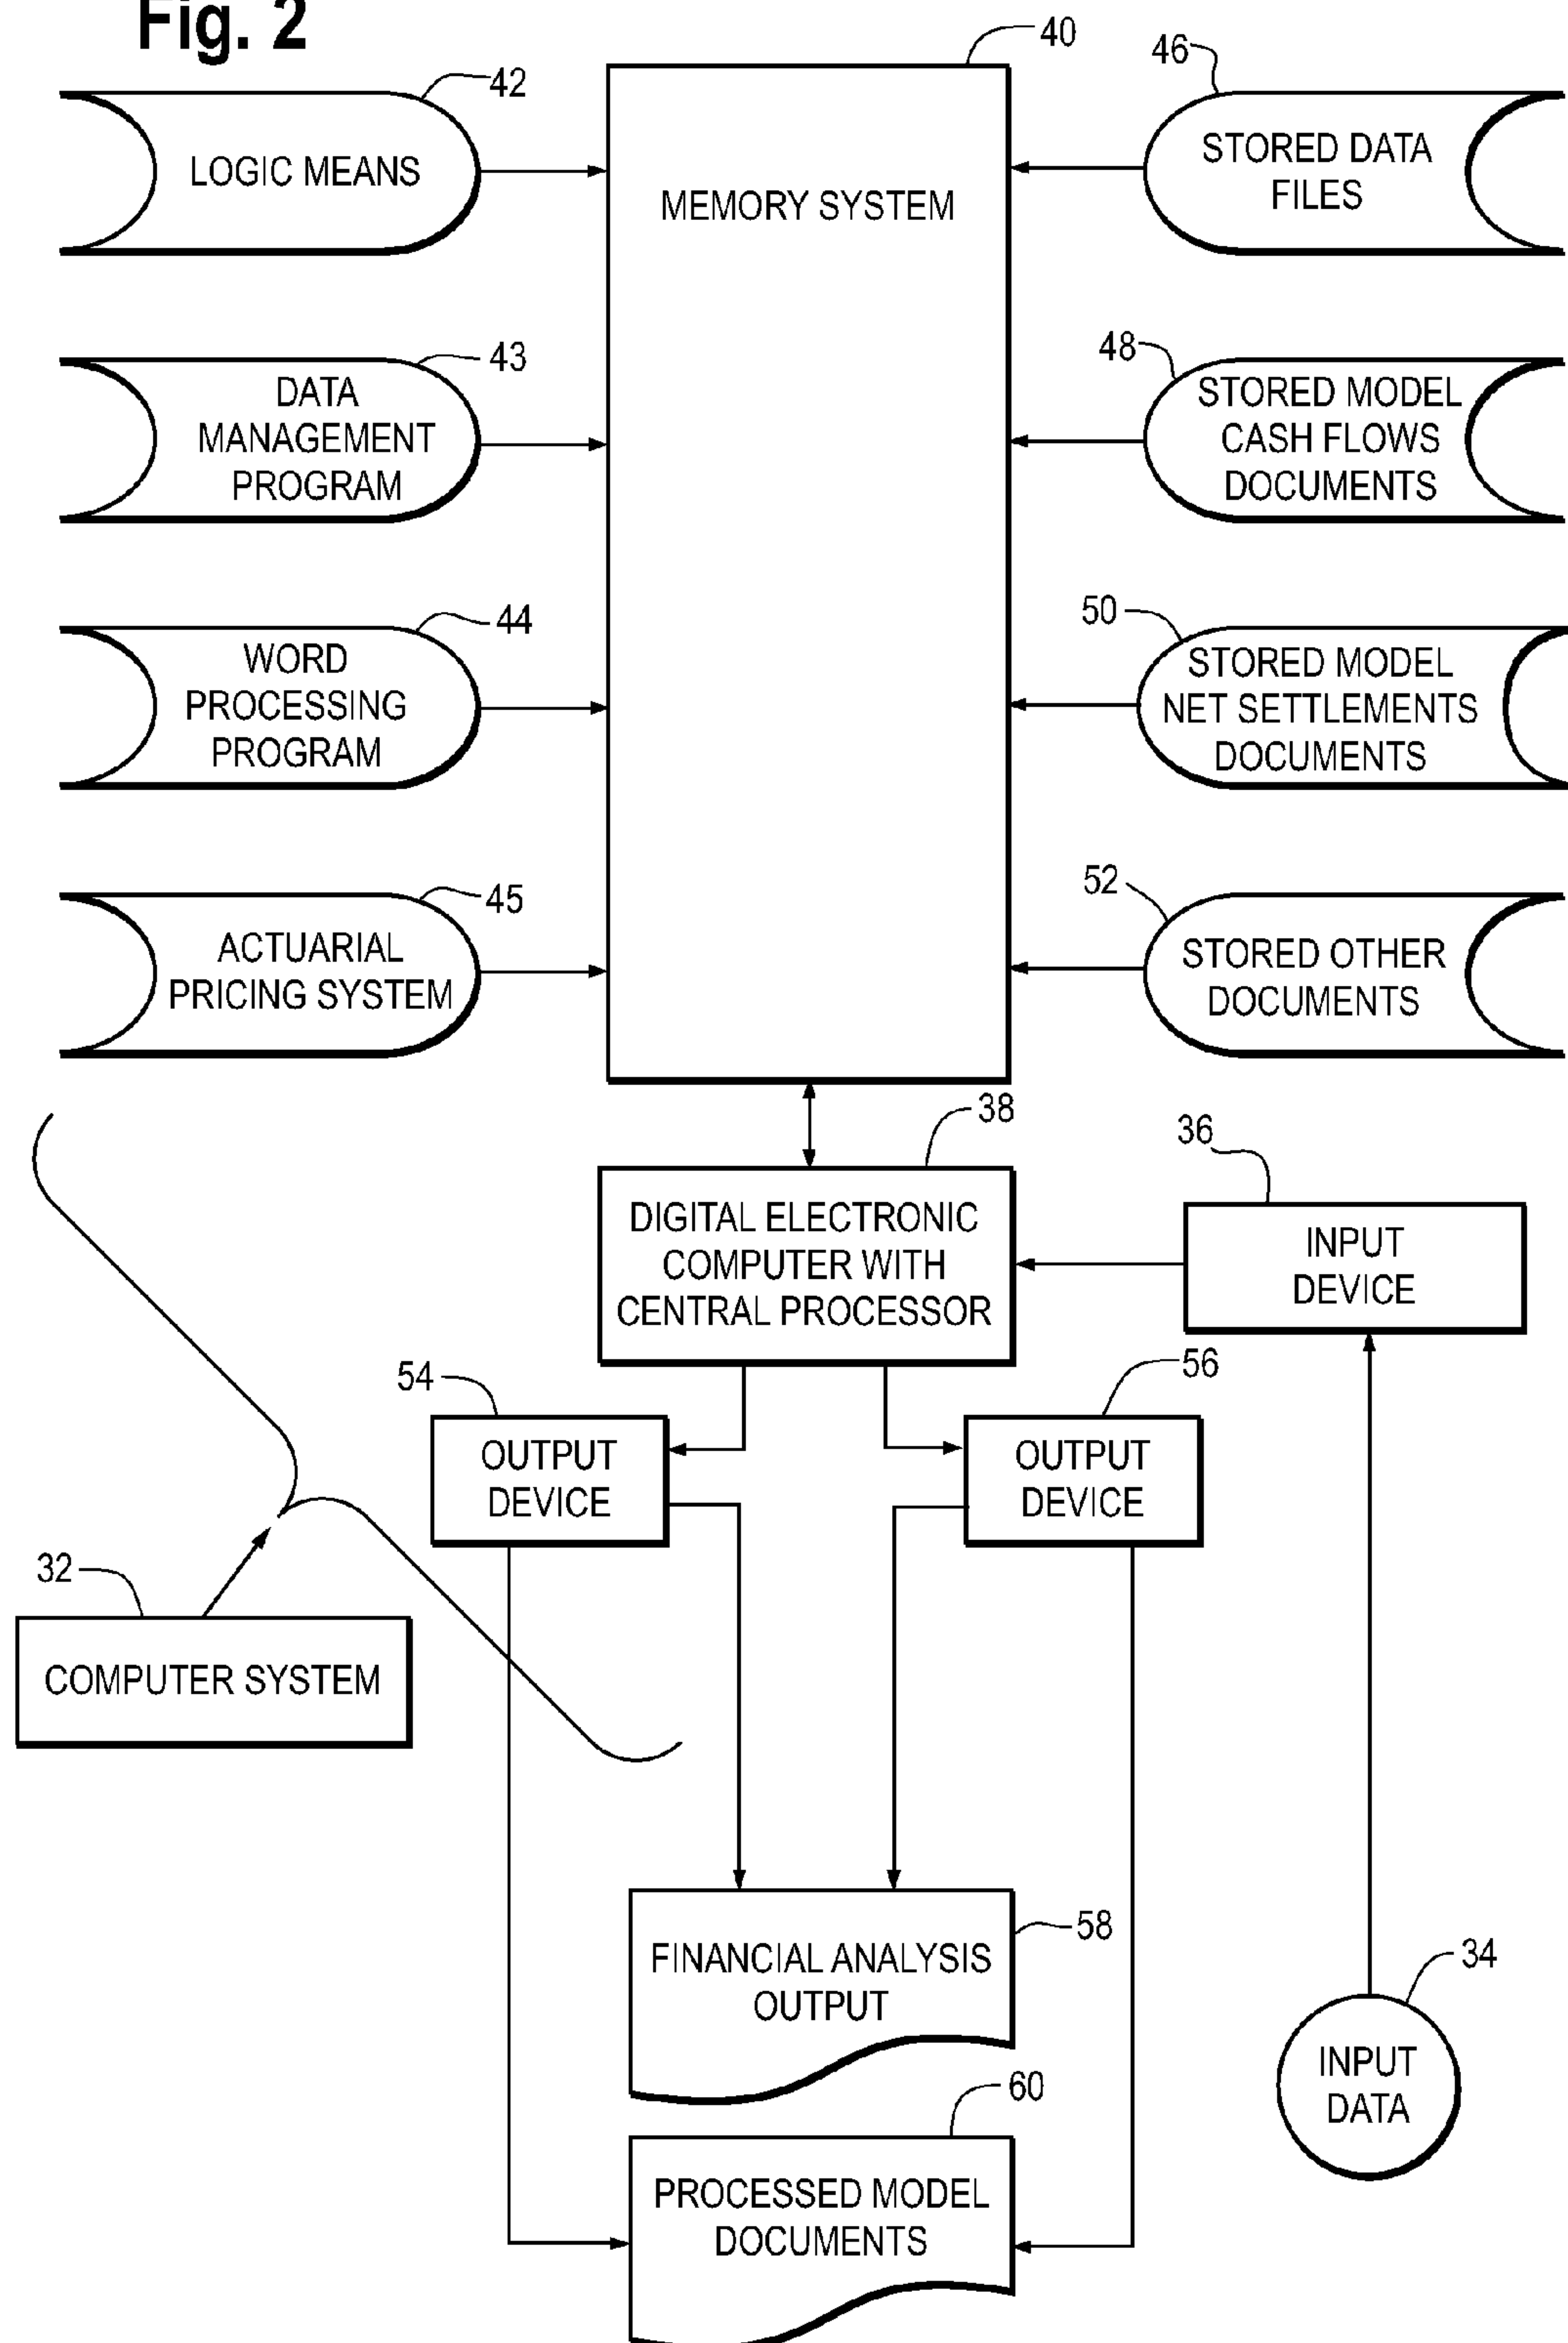 Fig. 2
40
42
46
LOGIC MEANS
MEMORY SYSTEM
STORED DATA
FILES
43
DATA
MANAGEMENT
PROGRAM
48
STORED MODEL
CASH FLOWS
DOCUMENTS
44
WORD
PROCESSING
PROGRAM
50
STORED MODEL
NET SETTLEMENTS
DOCUMENTS
45
ACTUARIAL
PRICING SYSTEM
52
STORED OTHER
DOCUMENTS
38
DIGITAL ELECTRONIC
COMPUTER WITH
CENTRAL PROCESSOR
36
INPUT
DEVICE
54
OUTPUT
DEVICE
56
OUTPUT
DEVICE
32
COMPUTER SYSTEM
58
FINANCIAL ANALYSIS
OUTPUT
34
INPUT
DATA
60
PROCESSED MODEL
DOCUMENTS